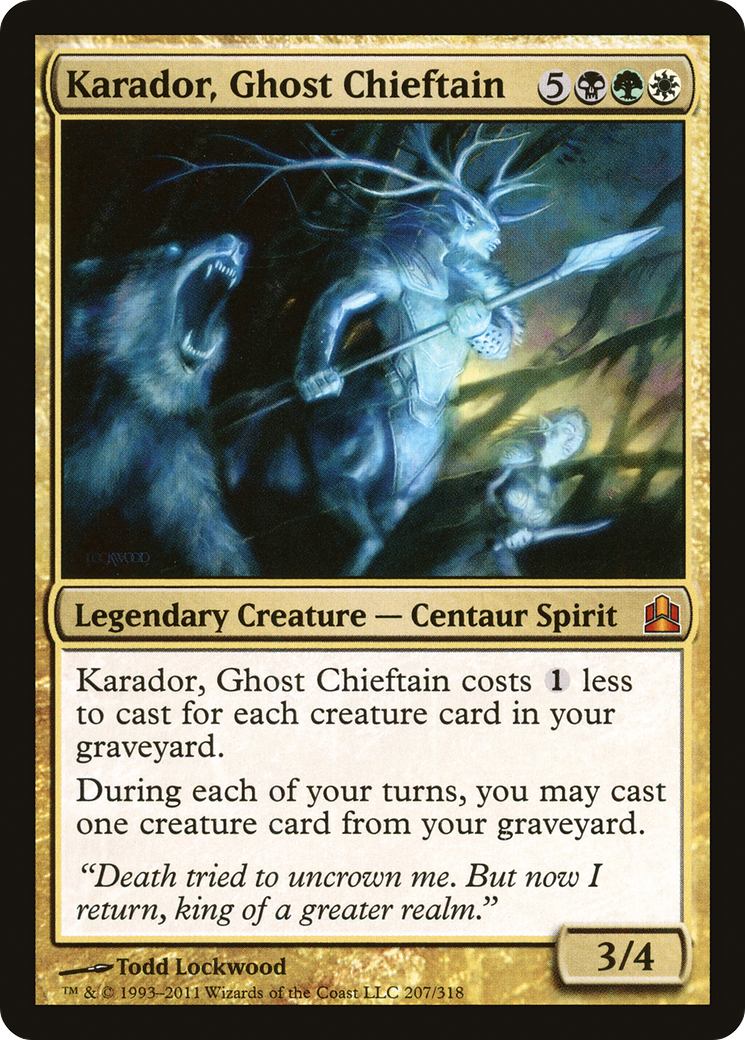 Karador, Ghost Chieftain 5
LOCKWOOD
Legendary Creature — Centaur Spirit
Karador, Ghost Chieftain costs 1 less
to cast for each creature card in your
graveyard.
During each of your turns, you may cast
one creature card from your graveyard.
“Death tried to uncrown me. But now I
return, king of a greater realm.”
3/4
Todd Lockwood
™ & © 1993–2011 Wizards of the Coast LLC 207/318